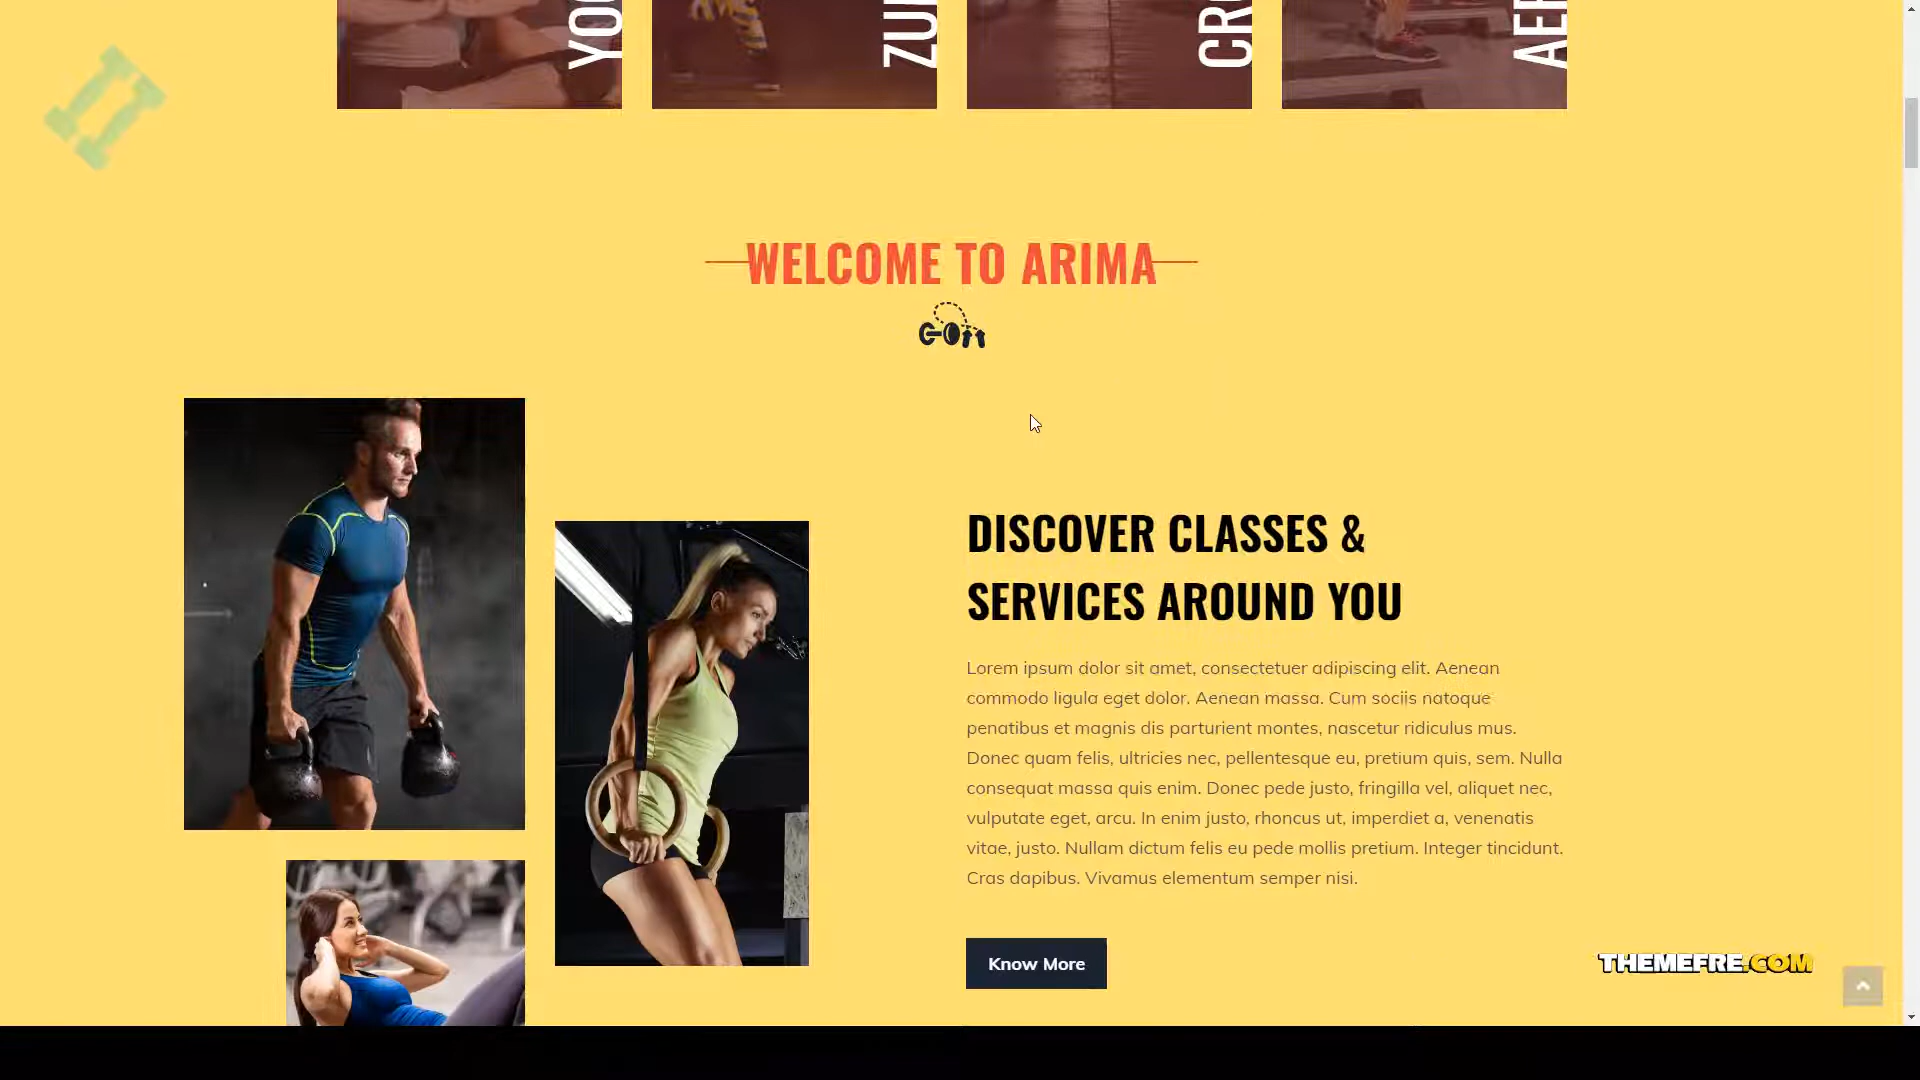 WELCOME TO ARIMA
DISCOVER CLASSES &
SERVICES AROUND YOU
Lorem ipsum dolor sit amet, consectetuer adipiscing elit. Aenean
commodo ligula eget dolor. Aenean massa. Cum sociis natoque
penatibus et magnis dis parturient montes, nascetur ridiculus mus.
Donec quam felis, ultricies nec, pellentesque eu, pretium quis, sem. Nulla
consequat massa quis enim. Donec pede justo, fringilla vel, aliquet nec,
vulputate eget, arcu. In enim justo, rhoncus ut, imperdiet a, venenatis
vitae, justo. Nullam dictum felis eu pede mollis pretium. Integer tincidunt.
Cras dapibus. Vivamus elementum semper nisi.
Know More
THEMEFRE.COM